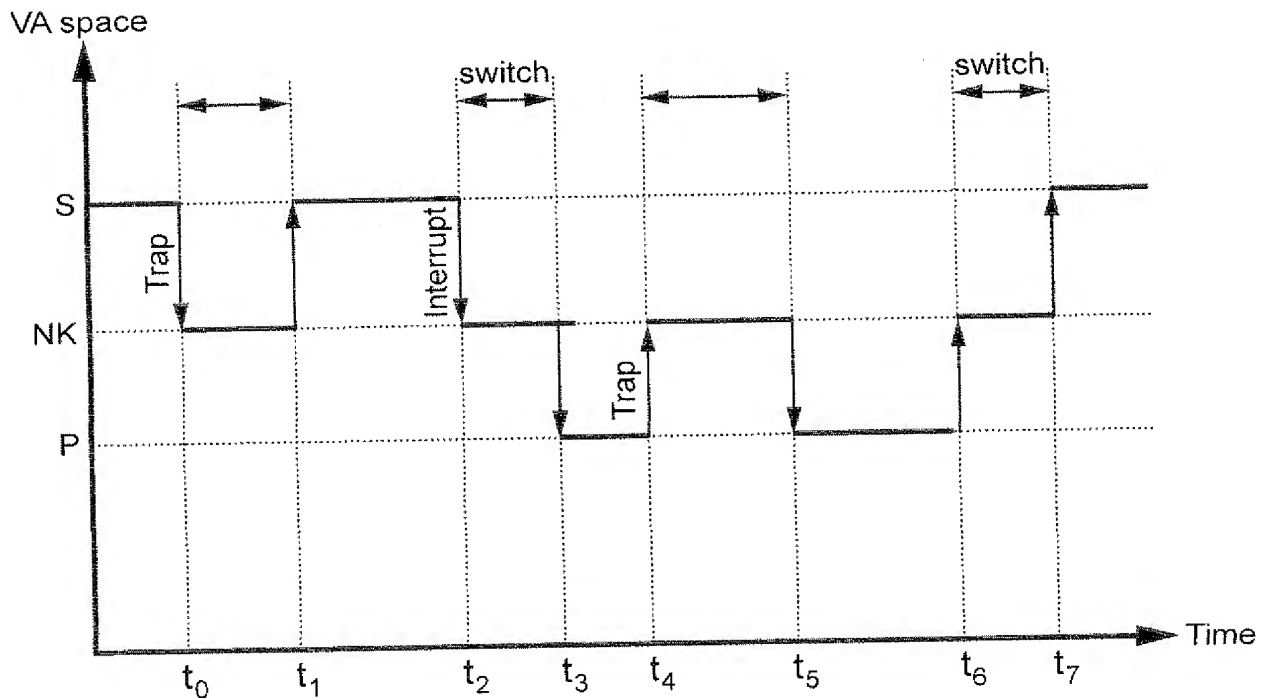 VA space
switch
switch
S
Trap
Interrupt
NK
Trap
P
Time
t0 t1 t2 t3 t4 t5 t6 t7